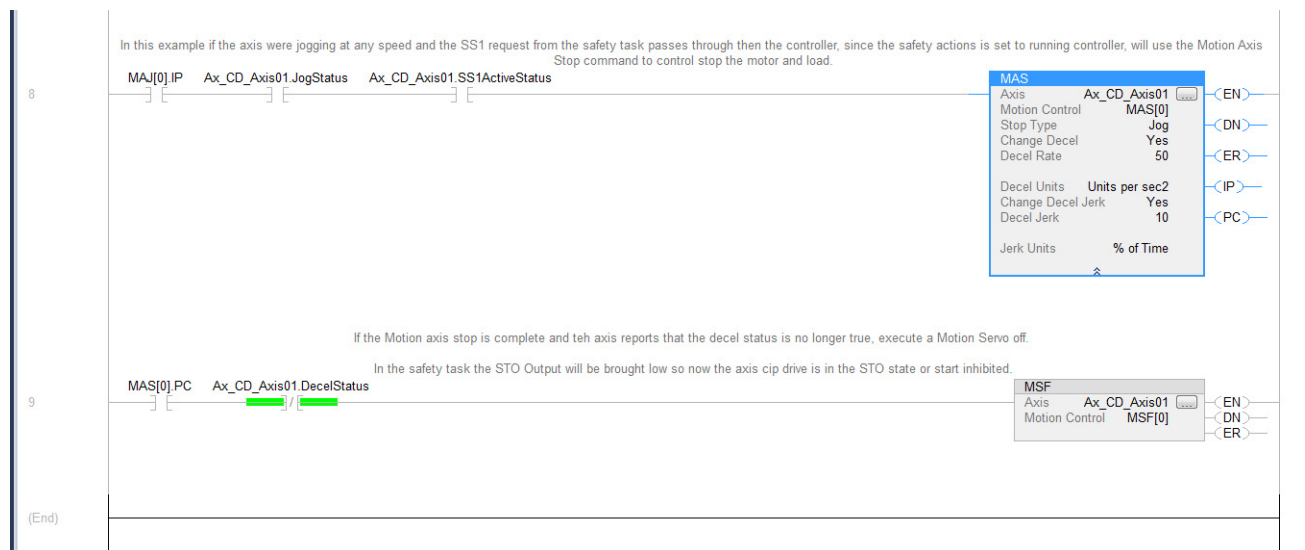 In this example if the axis were jogging at any speed and the SS1 request from the safety task passes through then the controller, since the safety actions is set to running controller, will use the Motion Axis
Stop command to control stop the motor and load.
8
MAJ[0].IP Ax_CD_Axis01.JogStatus Ax_CD_Axis01.SS1ActiveStatus
MAS
Axis Ax_CD_Axis01 ... EN
Motion Control MAS[0]
Stop Type Jog DN
Change Decel Yes
Decel Rate 50 ER
Decel Units Units per sec2 IP
Change Decel Jerk Yes
Decel Jerk 10 PC
Jerk Units % of Time
If the Motion axis stop is complete and teh axis reports that the decel status is no longer true, execute a Motion Servo off.
In the safety task the STO Output will be brought low so now the axis cip drive is in the STO state or start inhibited.
9
MAS[0].PC Ax_CD_Axis01.DecelStatus
/
MSF
Axis Ax_CD_Axis01 ... EN
Motion Control MSF[0] DN
ER
(End)